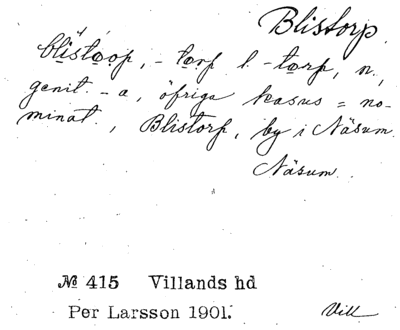 Blistorp.
blistoop, - torp l. - torp, n.,
genit. - a, öfriga kasus = no-
minat., Blistorp, by i Näsum.
Näsum.
№ 415 Villands hd
Per Larsson 1901.
Vill